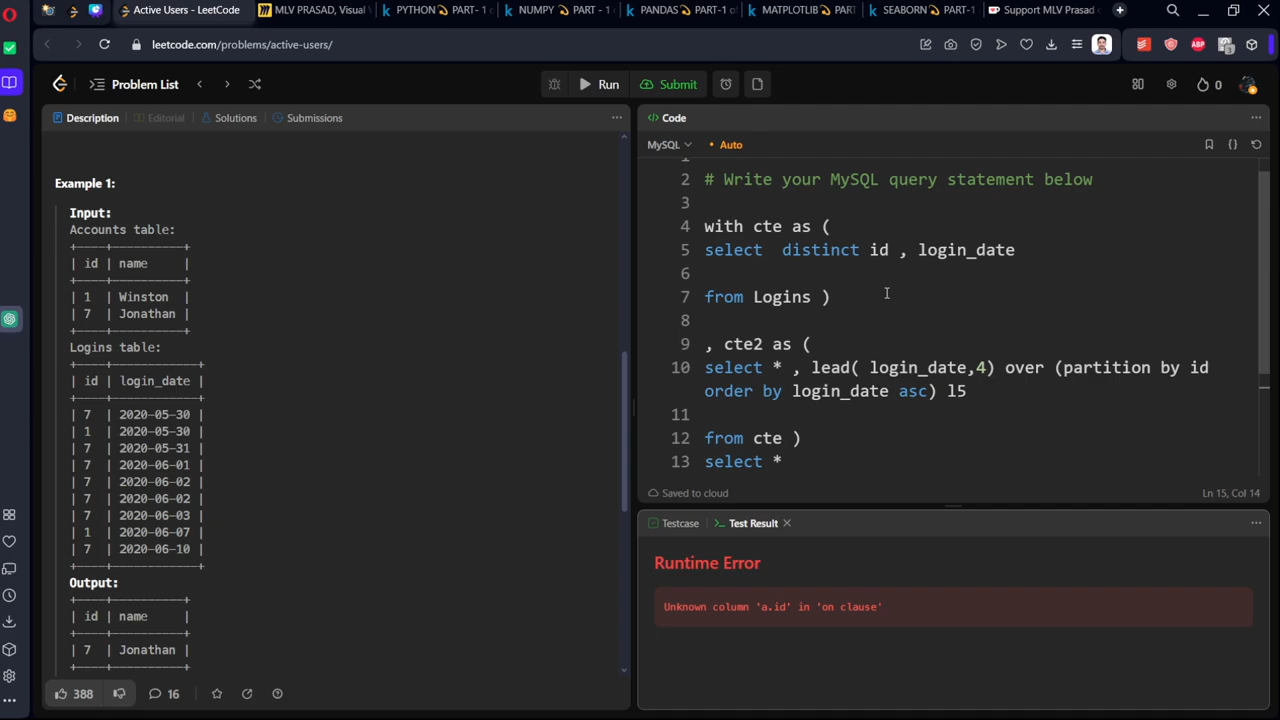 Active Users - LeetCode
MLV PRASAD, Visual
PYTHON PART- 1
NUMPY PART - 1
PANDAS PART-1 of
MATPLOTLIB PART
SEABORN PART-1
Support MLV Prasad
leetcode.com/problems/active-users/
Problem List
Run
Submit
0
Description
Editorial
Solutions
Submissions
Example 1:
Input:
Accounts table:
+----+----------+
| id | name     |
+----+----------+
| 1  | Winston  |
| 7  | Jonathan |
+----+----------+
Logins table:
+----+------------+
| id | login_date |
+----+------------+
| 7  | 2020-05-30 |
| 1  | 2020-05-30 |
| 7  | 2020-05-31 |
| 7  | 2020-06-01 |
| 7  | 2020-06-02 |
| 7  | 2020-06-02 |
| 7  | 2020-06-03 |
| 1  | 2020-06-07 |
| 7  | 2020-06-10 |
+----+------------+
Output:
+----+----------+
| id | name     |
+----+----------+
| 7  | Jonathan |
+----+----------+
388
16
</> Code
MySQL
Auto
1
2 # Write your MySQL query statement below
3
4 with cte as (
5 select  distinct id , login_date
6
7 from Logins )
8
9 , cte2 as (
10 select * , lead( login_date,4) over (partition by id
order by login_date asc) l5
11
12 from cte )
13 select *
Saved to cloud
Ln 15, Col 14
Testcase
Test Result
Runtime Error
Unknown column 'a.id' in 'on clause'